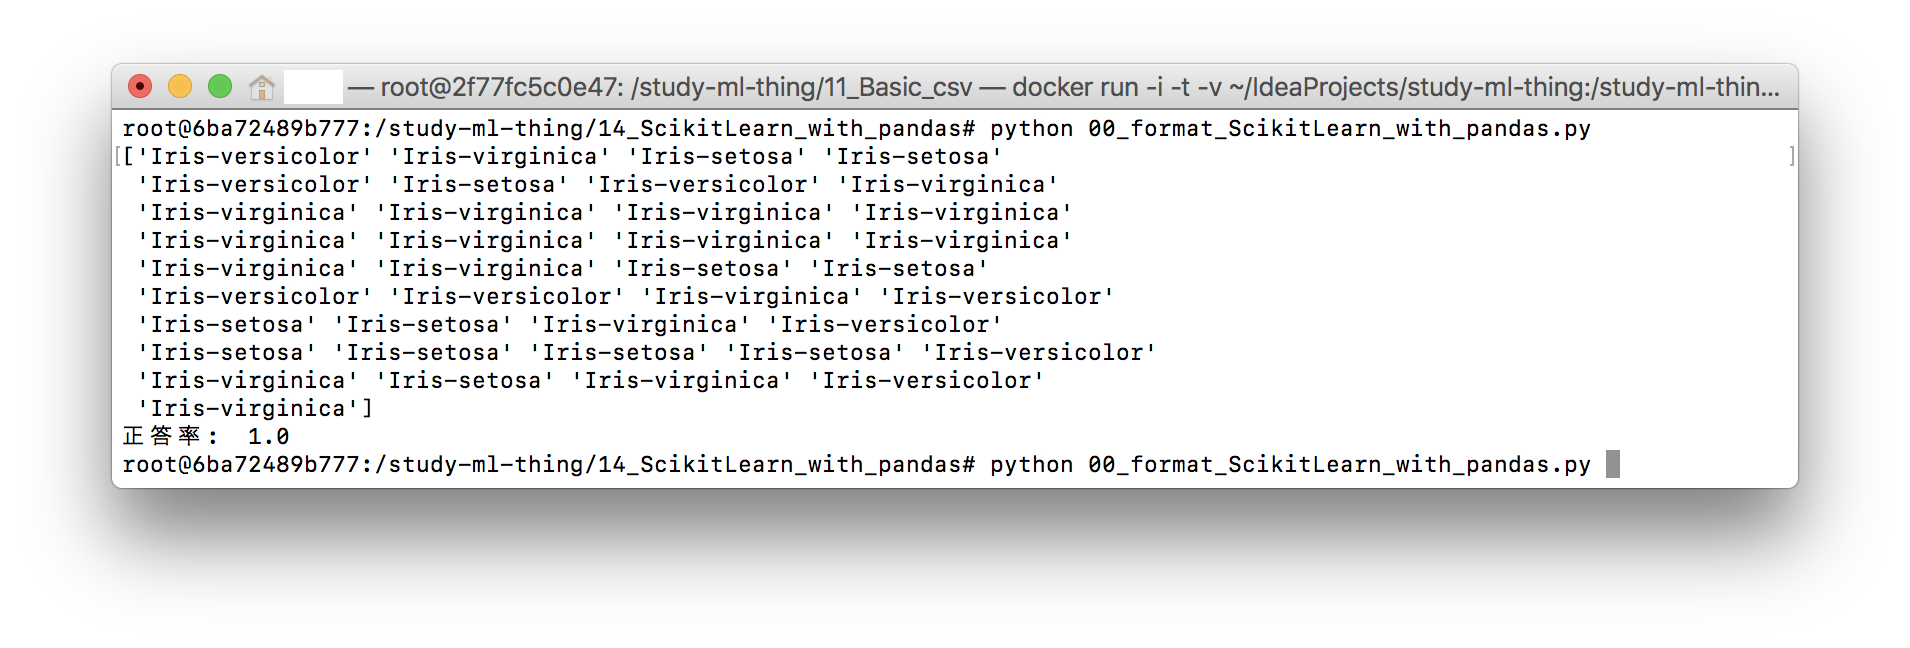 — root@2f77fc5c0e47: /study-ml-thing/11_Basic_csv — docker run -i -t -v ~/IdeaProjects/study-ml-thing:/study-ml-thin...
root@6ba72489b777:/study-ml-thing/14_ScikitLearn_with_pandas# python 00_format_ScikitLearn_with_pandas.py
['Iris-versicolor' 'Iris-virginica' 'Iris-setosa' 'Iris-setosa'
'Iris-versicolor' 'Iris-setosa' 'Iris-versicolor' 'Iris-virginica'
'Iris-virginica' 'Iris-virginica' 'Iris-virginica' 'Iris-virginica'
'Iris-virginica' 'Iris-virginica' 'Iris-virginica' 'Iris-virginica'
'Iris-virginica' 'Iris-virginica' 'Iris-setosa' 'Iris-setosa'
'Iris-versicolor' 'Iris-versicolor' 'Iris-virginica' 'Iris-versicolor'
'Iris-setosa' 'Iris-setosa' 'Iris-virginica' 'Iris-versicolor'
'Iris-setosa' 'Iris-setosa' 'Iris-setosa' 'Iris-setosa' 'Iris-versicolor'
'Iris-virginica' 'Iris-setosa' 'Iris-virginica' 'Iris-versicolor'
'Iris-virginica']
正答率: 1.0
root@6ba72489b777:/study-ml-thing/14_ScikitLearn_with_pandas# python 00_format_ScikitLearn_with_pandas.py